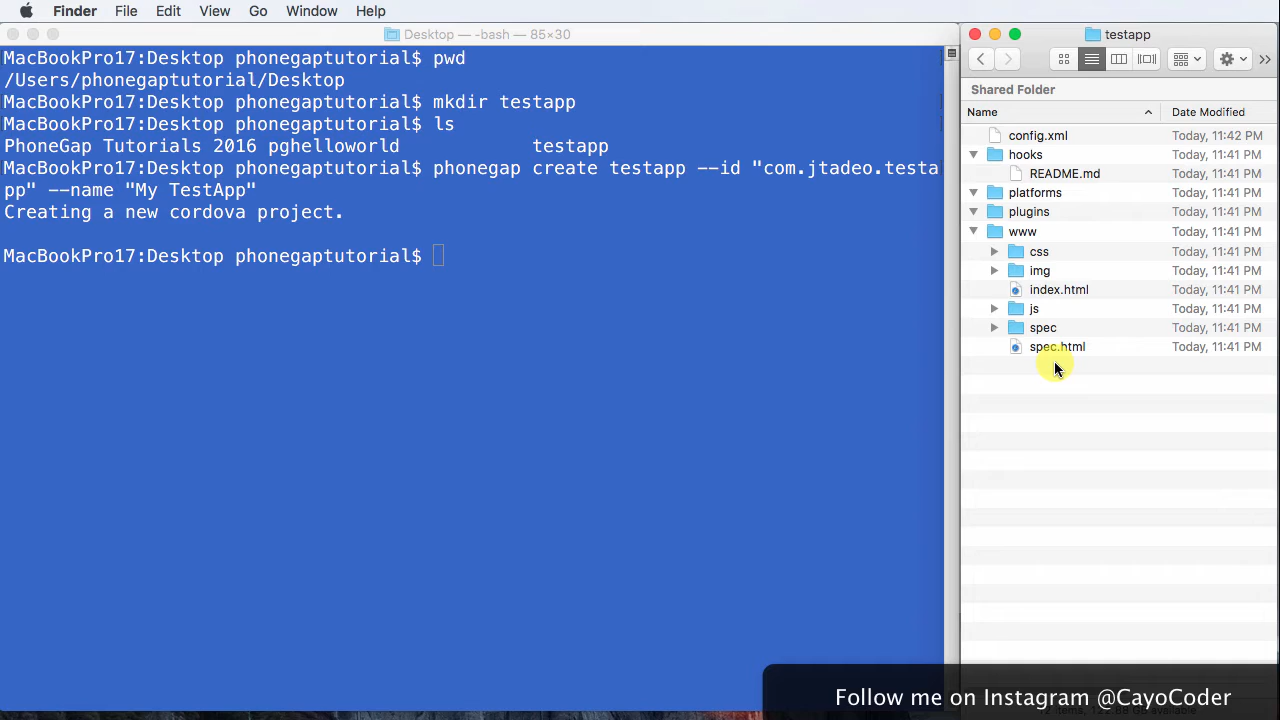 Finder File Edit View Go Window Help
Desktop — -bash — 85×30
MacBookPro17:Desktop phonegaptutorial$ pwd
/Users/phonegaptutorial/Desktop
MacBookPro17:Desktop phonegaptutorial$ mkdir testapp
MacBookPro17:Desktop phonegaptutorial$ ls
PhoneGap Tutorials 2016 pghelloworld testapp
MacBookPro17:Desktop phonegaptutorial$ phonegap create testapp --id "com.jtadeo.testa
pp" --name "My TestApp"
Creating a new cordova project.
MacBookPro17:Desktop phonegaptutorial$
testapp
Shared Folder
Name Date Modified
config.xml Today, 11:42 PM
hooks Today, 11:41 PM
README.md Today, 11:41 PM
platforms Today, 11:41 PM
plugins Today, 11:41 PM
www Today, 11:41 PM
css Today, 11:41 PM
img Today, 11:41 PM
index.html Today, 11:41 PM
js Today, 11:41 PM
spec Today, 11:41 PM
spec.html Today, 11:41 PM
Follow me on Instagram @CayoCoder